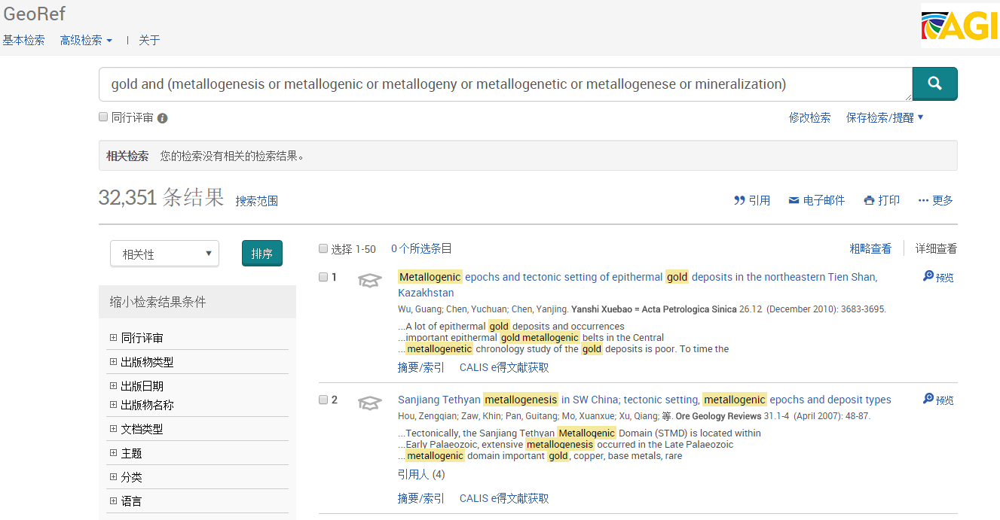 GeoRef
AGI
基本检索 高级检索 | 关于
gold and (metallogenesis or metallogenic or metallogeny or metallogenetic or metallogenese or mineralization)
同行评审
修改检索 保存检索/提醒
相关检索 您的检索没有相关的检索结果。
32,351 条结果 搜索范围
引用 电子邮件 打印 ... 更多
相关性 排序
选择 1-50 0 个所选条目
粗略查看 | 详细查看
缩小检索结果条件
同行评审
出版物类型
出版日期
出版物名称
文档类型
主题
分类
语言
1 Metallogenic epochs and tectonic setting of epithermal gold deposits in the northeastern Tien Shan,
Kazakhstan
预览
Wu, Guang; Chen, Yuchuan; Chen, Yanjing. Yanshi Xuebao = Acta Petrologica Sinica 26.12 (December 2010): 3683-3695.
...A lot of epithermal gold deposits and occurrences
...important epithermal gold metallogenic belts in the Central
...metallogenetic chronology study of the gold deposits is poor. To time the
摘要/索引 CALIS e得文献获取
2 Sanjiang Tethyan metallogenesis in SW China; tectonic setting, metallogenic epochs and deposit types
预览
Hou, Zengqian; Zaw, Khin; Pan, Guitang; Mo, Xuanxue; Xu, Qiang; 等. Ore Geology Reviews 31.1-4 (April 2007): 48-87.
...Tectonically, the Sanjiang Tethyan Metallogenic Domain (STMD) is located within
...Early Palaeozoic, extensive metallogenesis occurred in the Late Palaeozoic
...metallogenic domain important gold, copper, base metals, rare
引用人 (4)
摘要/索引 CALIS e得文献获取